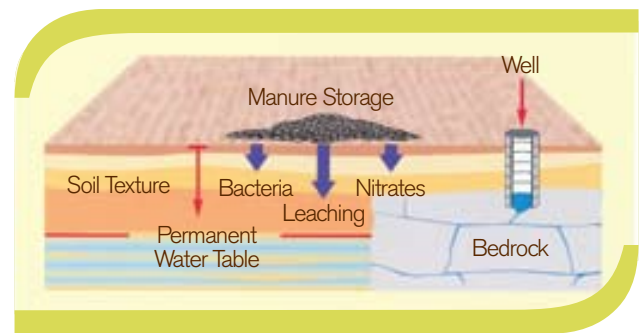 Well
Manure Storage
Soil Texture
Bacteria
Nitrates
Leaching
Permanent
Water Table
Bedrock